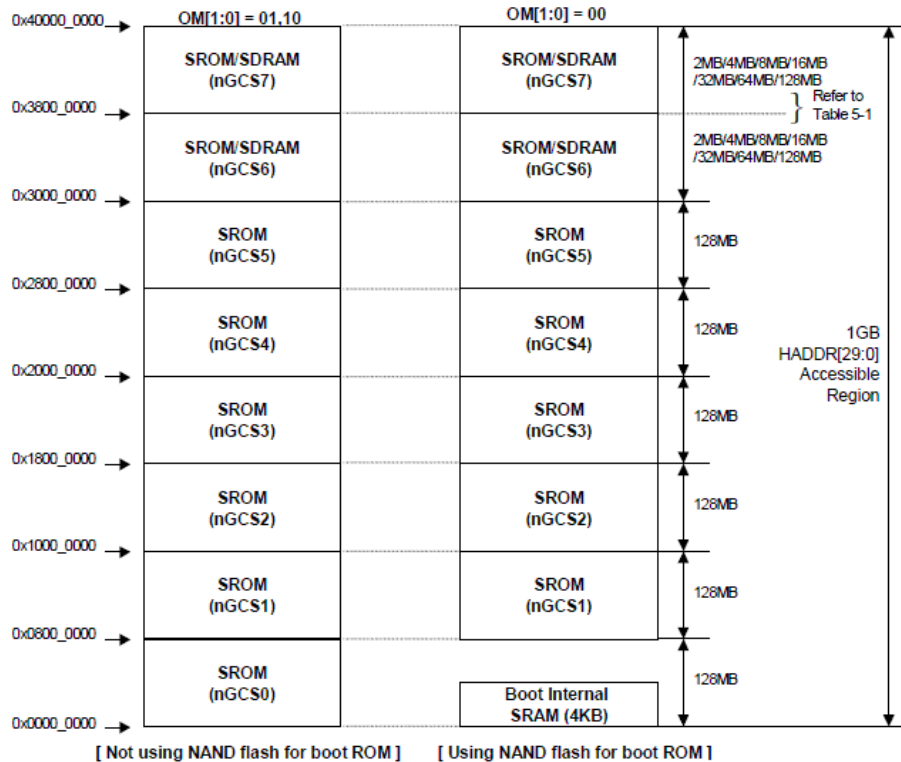 OM[1:0] = 01,10
OM[1:0] = 00
0x40000_0000
SROM/SDRAM
(nGCS7)
SROM/SDRAM
(nGCS7)
2MB/4MB/8MB/16MB
/32MB/64MB/128MB
Refer to
Table 5-1
0x3800_0000
SROM/SDRAM
(nGCS6)
SROM/SDRAM
(nGCS6)
2MB/4MB/8MB/16MB
/32MB/64MB/128MB
0x3000_0000
SROM
(nGCS5)
SROM
(nGCS5)
128MB
0x2800_0000
SROM
(nGCS4)
SROM
(nGCS4)
128MB
1GB
HADDR[29:0]
Accessible
Region
0x2000_0000
SROM
(nGCS3)
SROM
(nGCS3)
128MB
0x1800_0000
SROM
(nGCS2)
SROM
(nGCS2)
128MB
0x1000_0000
SROM
(nGCS1)
SROM
(nGCS1)
128MB
0x0800_0000
SROM
(nGCS0)
Boot Internal
SRAM (4KB)
128MB
0x0000_0000
[ Not using NAND flash for boot ROM ]
[ Using NAND flash for boot ROM ]